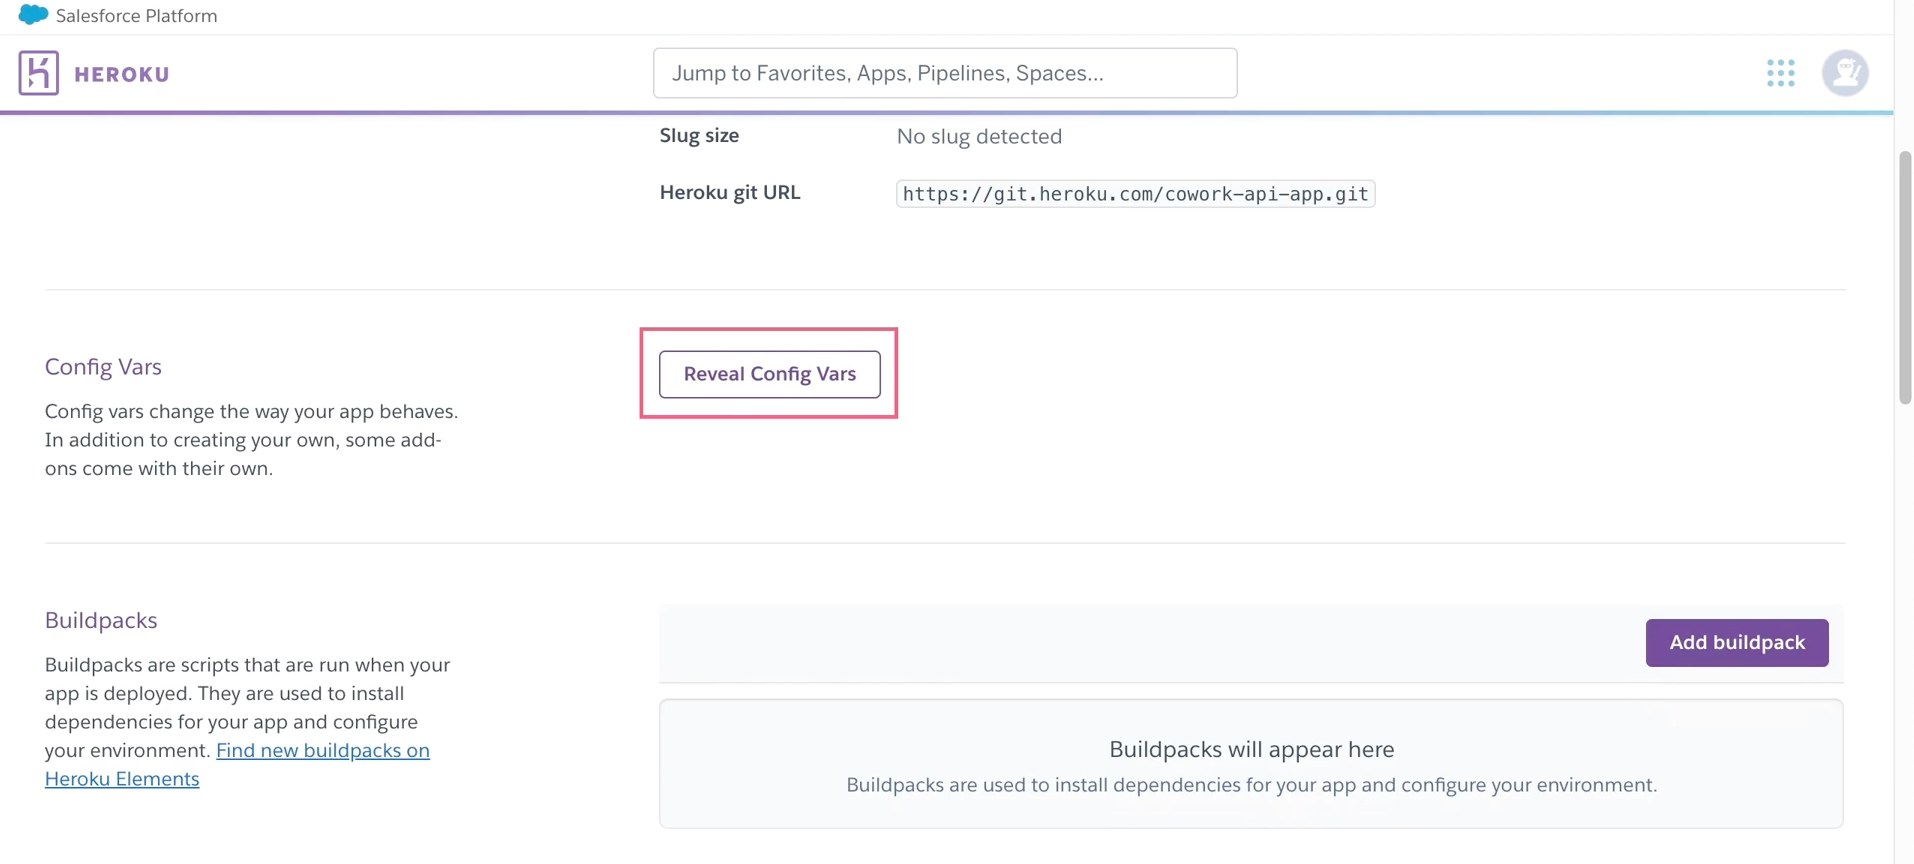 Salesforce Platform
HEROKU
Jump to Favorites, Apps, Pipelines, Spaces...
Slug size
No slug detected
Heroku git URL
https://git.heroku.com/cowork-api-app.git
Config Vars
Config vars change the way your app behaves.
In addition to creating your own, some add-
ons come with their own.
Reveal Config Vars
Buildpacks
Buildpacks are scripts that are run when your
app is deployed. They are used to install
dependencies for your app and configure
your environment. Find new buildpacks on
Heroku Elements
Add buildpack
Buildpacks will appear here
Buildpacks are used to install dependencies for your app and configure your environment.